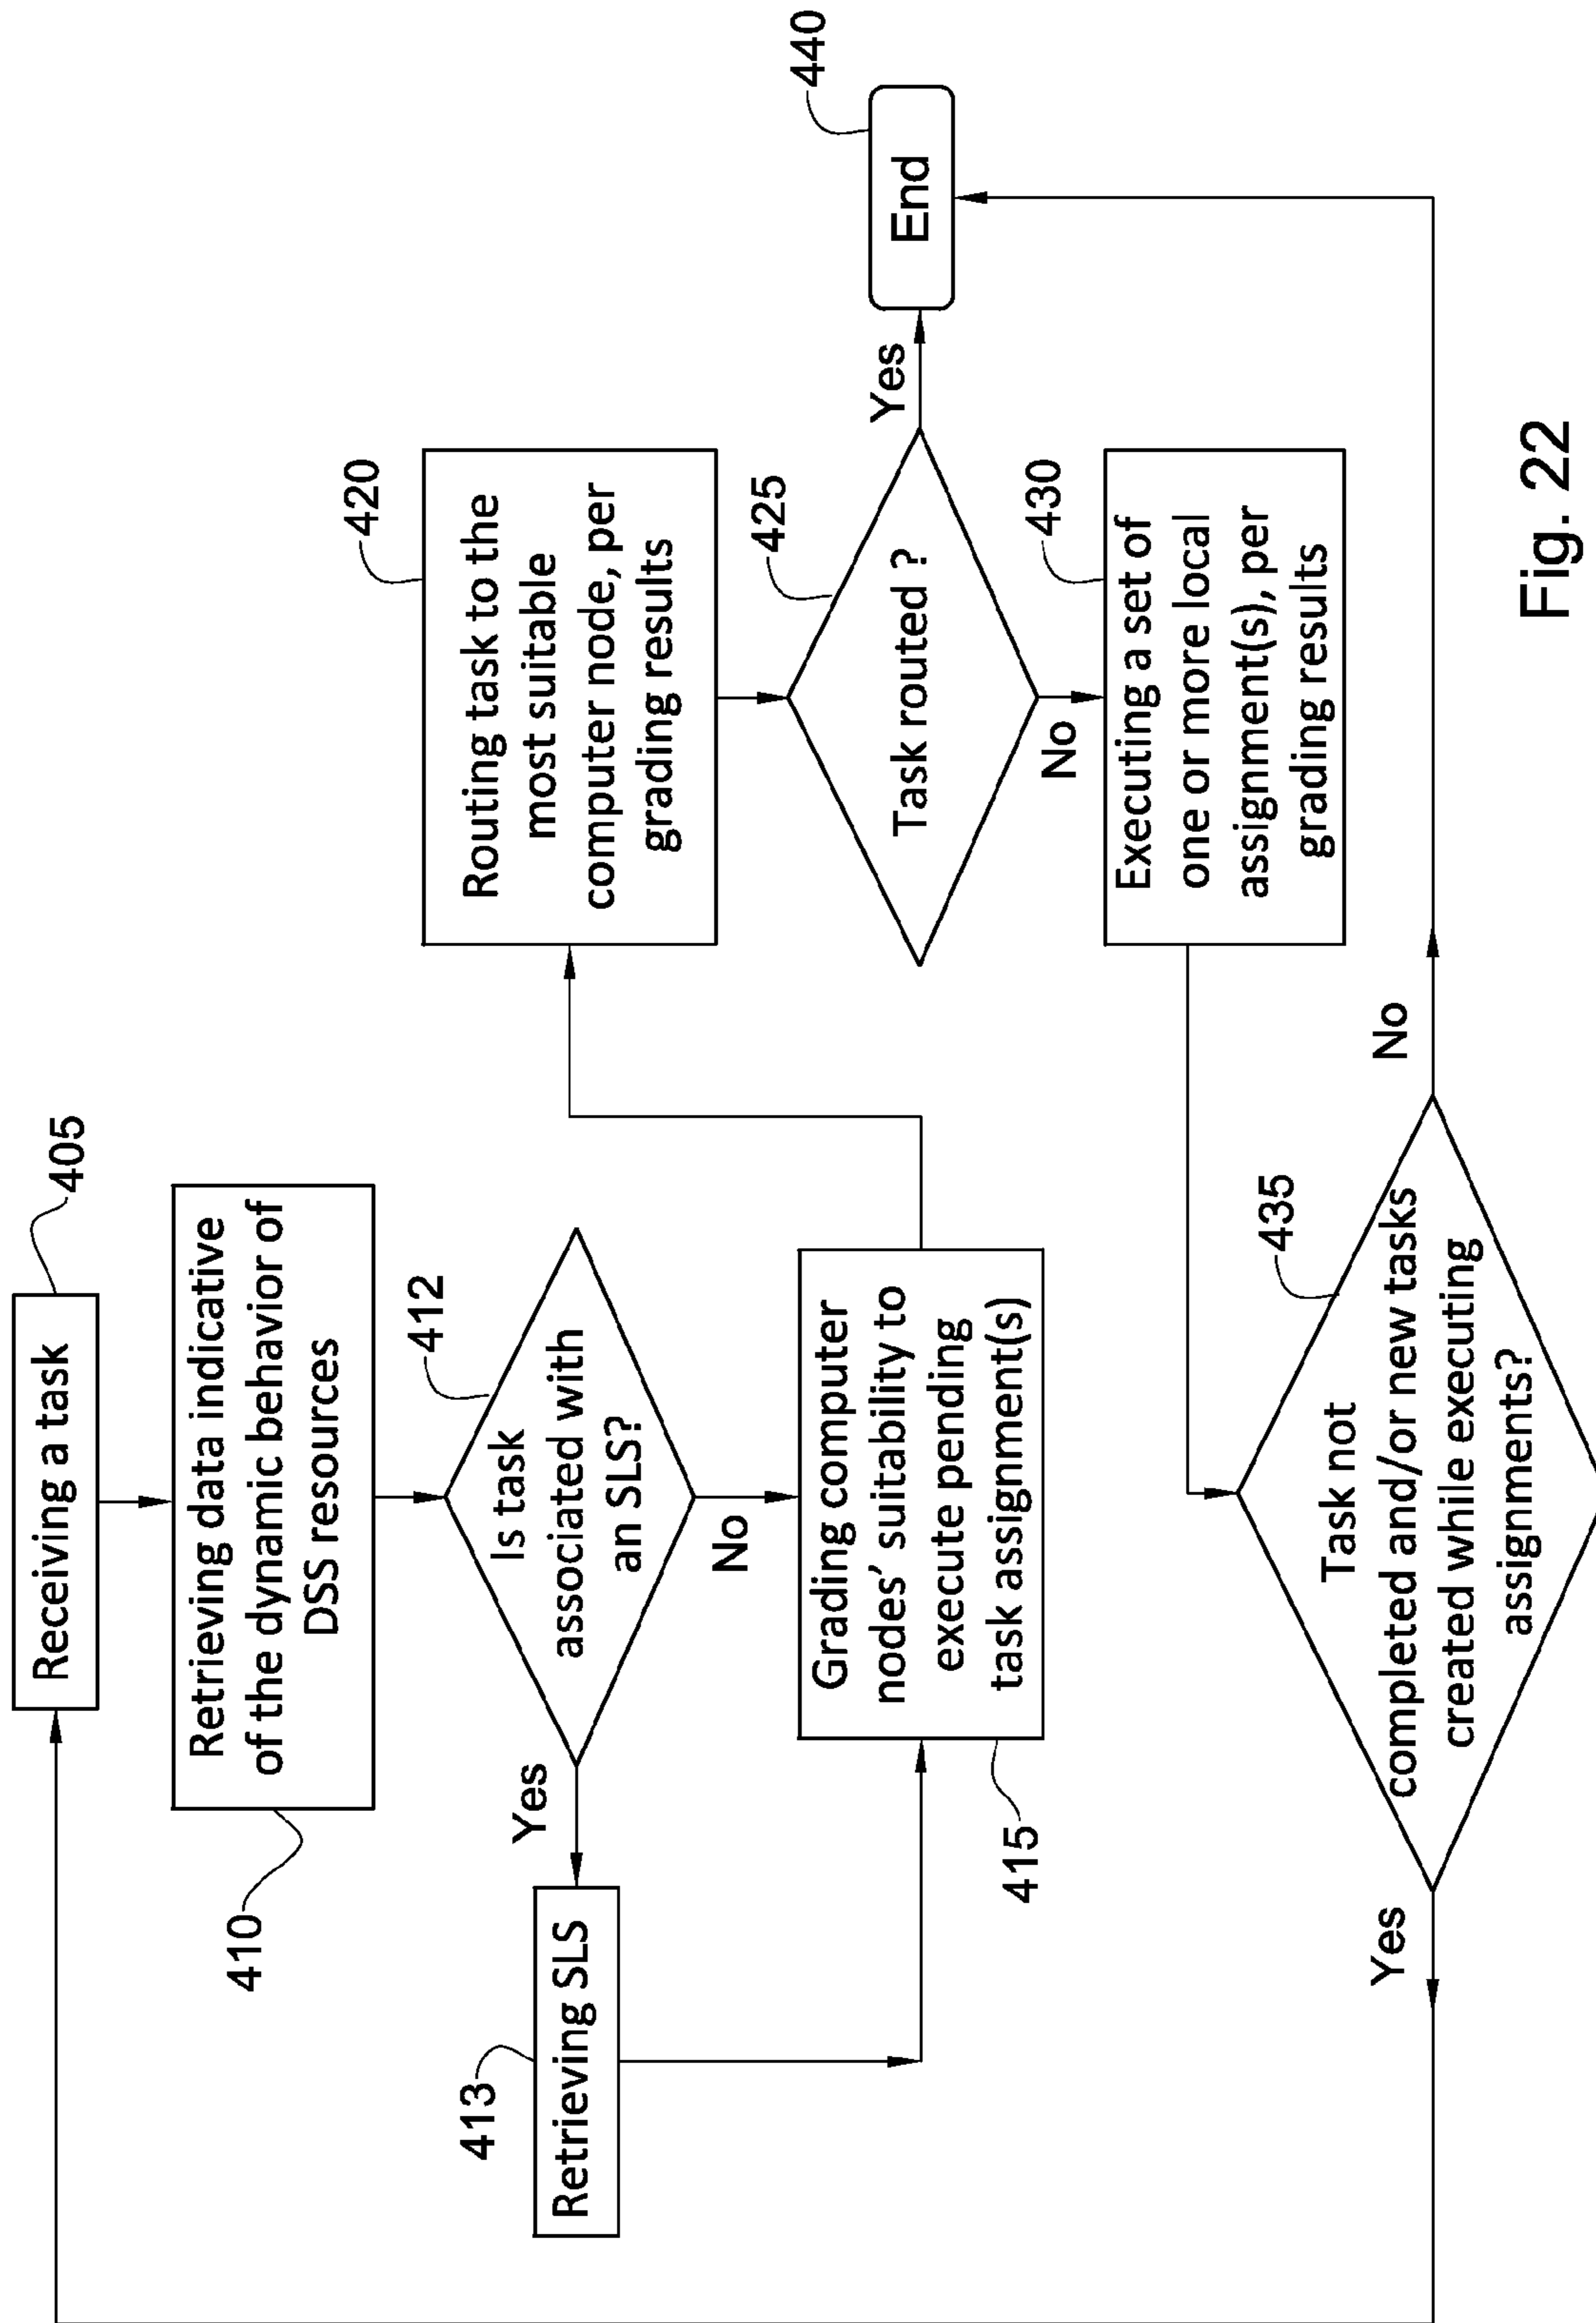 Receiving a task
405
Retrieving data indicative
of the dynamic behavior of
DSS resources
410
412
Is task
associated with
an SLS?
Yes
No
413
Retrieving SLS
Grading computer
nodes' suitability to
execute pending
task assignment(s)
415
420
Routing task to the
most suitable
computer node, per
grading results
425
Task routed ?
Yes
No
440
End
430
Executing a set of
one or more local
assignment(s), per
grading results
435
Task not
completed and/or new tasks
created while executing
assignments?
Yes
No
Fig. 22